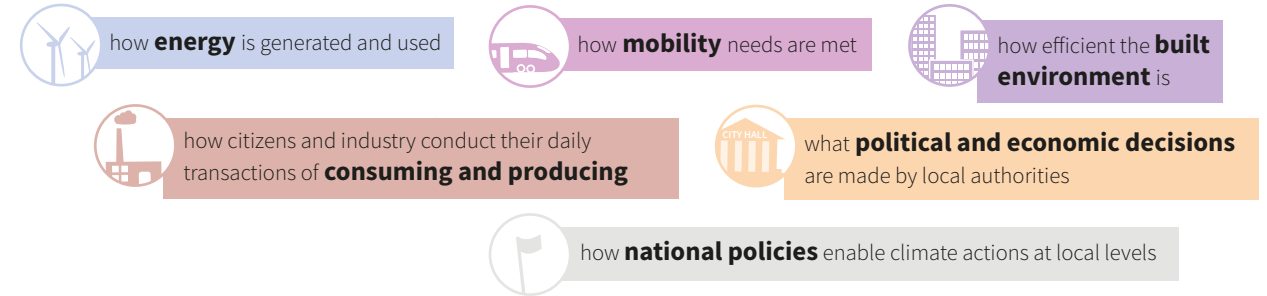 how energy is generated and used
how mobility needs are met
how efficient the built
environment is
how citizens and industry conduct their daily
transactions of consuming and producing
CITY HALL
what political and economic decisions
are made by local authorities
how national policies enable climate actions at local levels